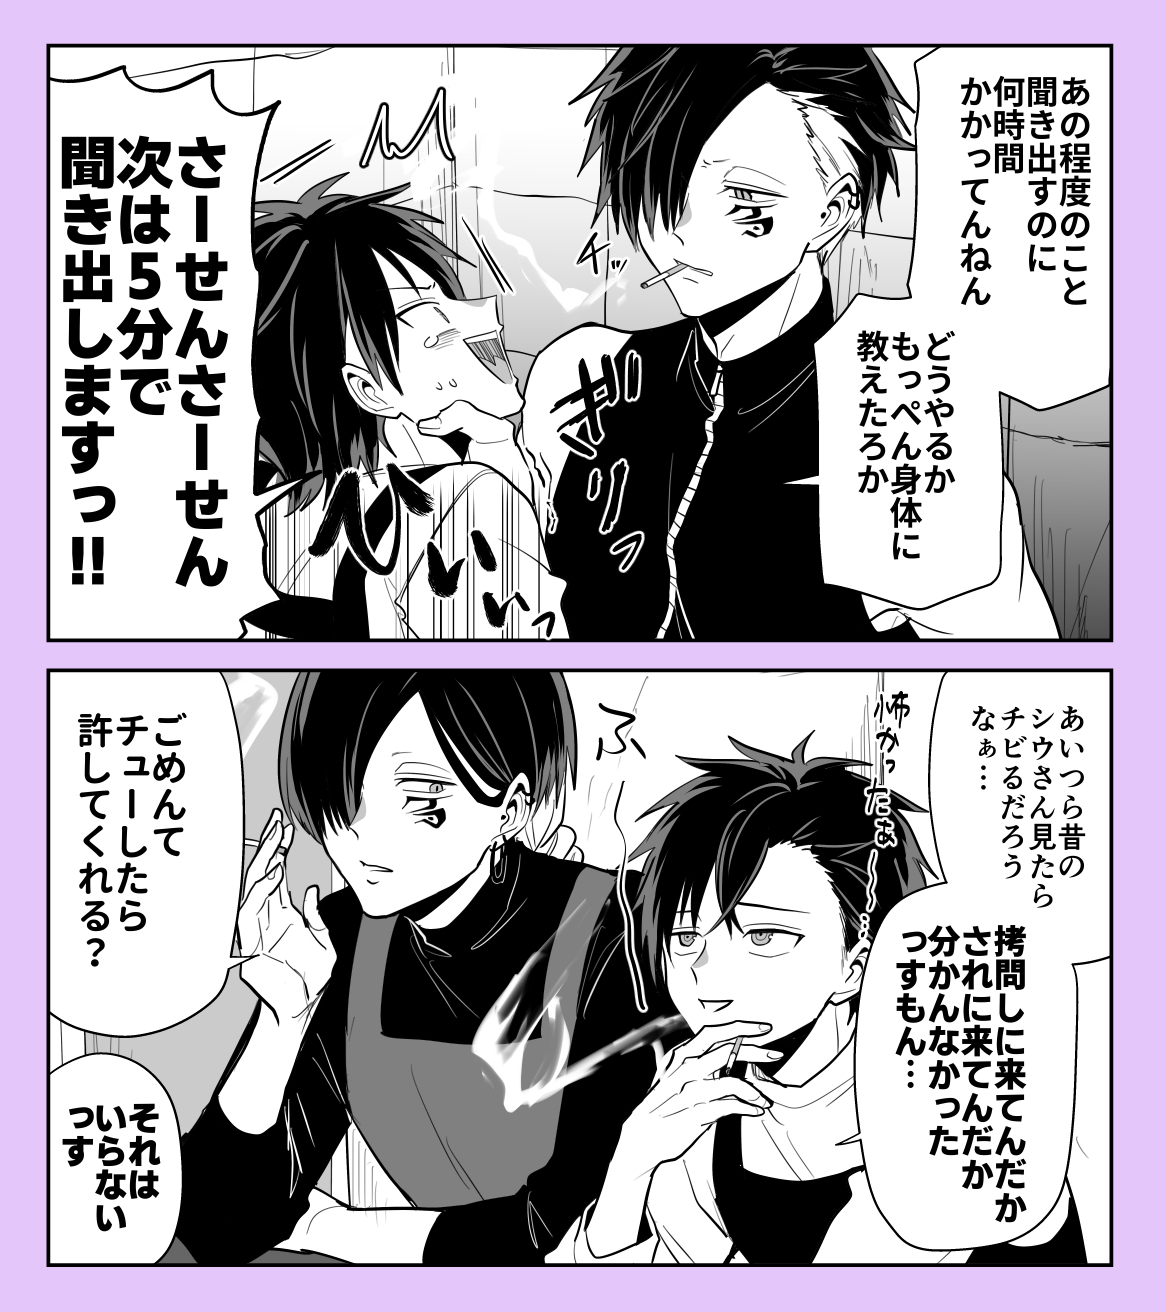 あの程度のこと
聞き出すのに
何時間
かかってんねん
どうやるか
もっぺん身体に
教えたろか
チッ
ギリッ
ひぃいいっ
さーせんさーせん
次は5分で
聞き出しますっ!!
あいつら昔の
シウさん見たら
チビるだろう
なぁ…
怖かったぁ～～…
拷問しに来てんだか
されに来てんだか
分かんなかった
っすもん…
ふぅ
ごめんて
チューしたら
許してくれる?
それは
いらない
っす